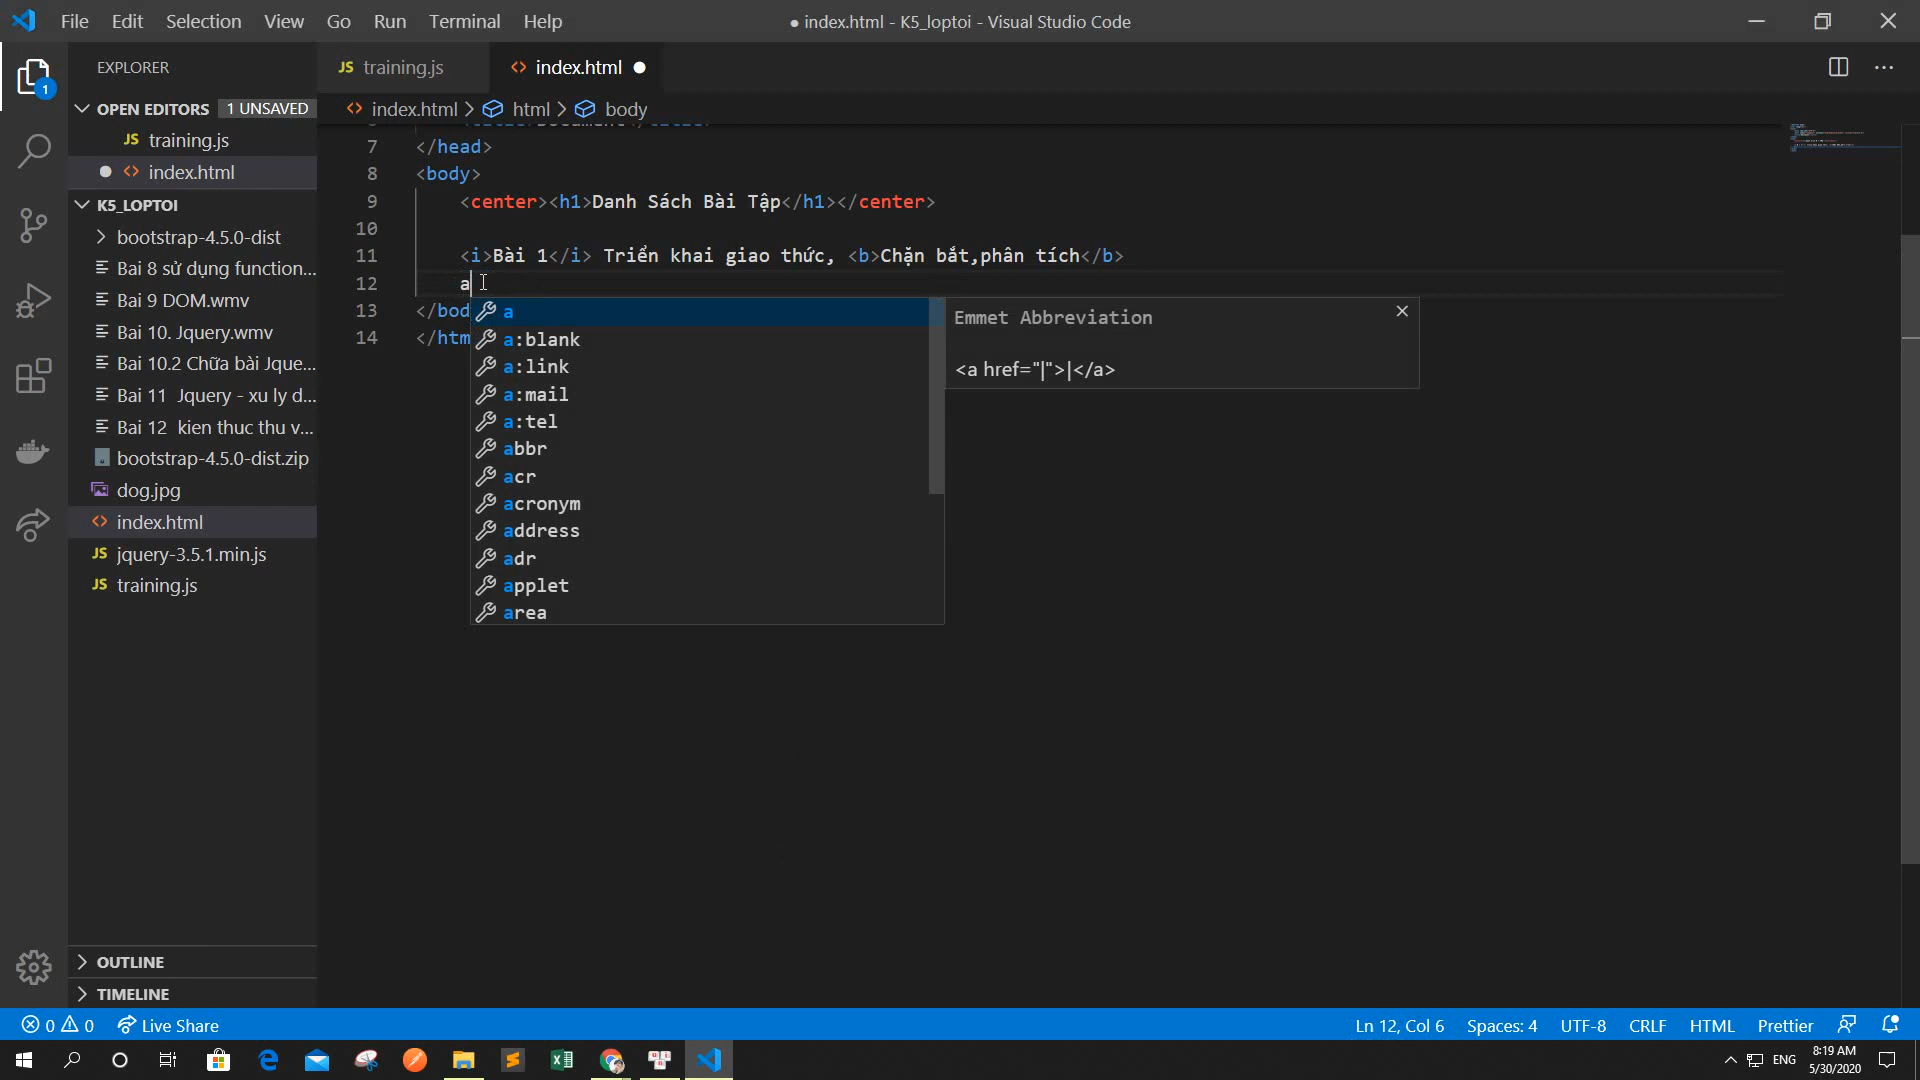 File Edit Selection View Go Run Terminal Help
● index.html - K5_loptoi - Visual Studio Code
EXPLORER
OPEN EDITORS 1 UNSAVED
JS training.js
index.html
K5_LOPTOI
bootstrap-4.5.0-dist
Bai 8 sử dụng function...
Bai 9 DOM.wmv
Bai 10. Jquery.wmv
Bai 10.2 Chữa bài Jque...
Bai 11 Jquery - xu ly d...
Bai 12 kien thuc thu v...
bootstrap-4.5.0-dist.zip
dog.jpg
index.html
JS jquery-3.5.1.min.js
JS training.js
OUTLINE
TIMELINE
1
JS training.js
index.html
index.html > html > body
7 </head>
8 <body>
9 <center><h1>Danh Sách Bài Tập</h1></center>
10
11 <i>Bài 1</i> Triển khai giao thức, <b>Chặn bắt,phân tích</b>
12 a
13 </bod
14 </htm
a
a:blank
a:link
a:mail
a:tel
abbr
acr
acronym
address
adr
applet
area
Emmet Abbreviation
<a href="|">|</a>
0 0 Live Share
Ln 12, Col 6 Spaces: 4 UTF-8 CRLF HTML Prettier
ENG
8:19 AM
5/30/2020